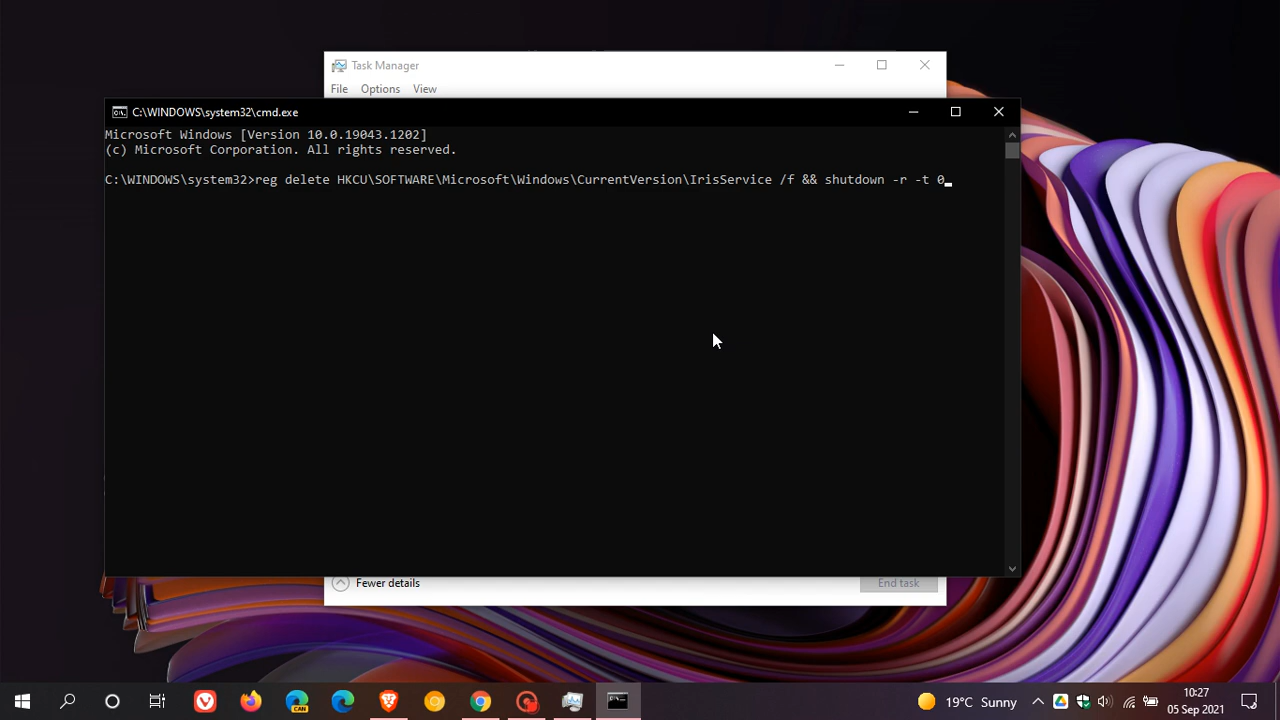 Task Manager
File Options View
C:\WINDOWS\system32\cmd.exe
Microsoft Windows [Version 10.0.19043.1202]
(c) Microsoft Corporation. All rights reserved.
C:\WINDOWS\system32>reg delete HKCU\SOFTWARE\Microsoft\Windows\CurrentVersion\IrisService /f && shutdown -r -t 0
Fewer details
End task
CAN
19°C Sunny
10:27
05 Sep 2021